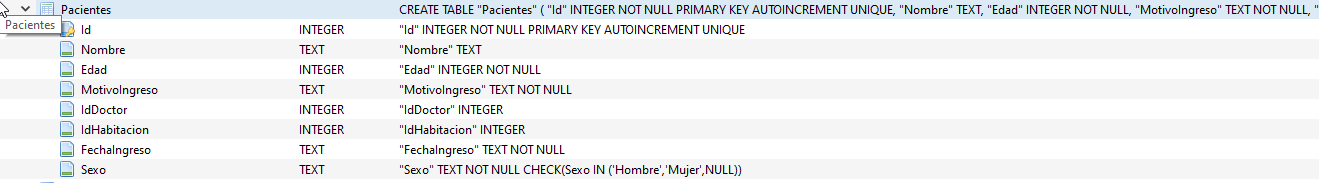 Pacientes CREATE TABLE "Pacientes" ( "Id" INTEGER NOT NULL PRIMARY KEY AUTOINCREMENT UNIQUE, "Nombre" TEXT, "Edad" INTEGER NOT NULL, "MotivoIngreso" TEXT NOT NULL, "
Pacientes
Id INTEGER "Id" INTEGER NOT NULL PRIMARY KEY AUTOINCREMENT UNIQUE
Nombre TEXT "Nombre" TEXT
Edad INTEGER "Edad" INTEGER NOT NULL
MotivoIngreso TEXT "MotivoIngreso" TEXT NOT NULL
IdDoctor INTEGER "IdDoctor" INTEGER
IdHabitacion INTEGER "IdHabitacion" INTEGER
FechaIngreso TEXT "FechaIngreso" TEXT NOT NULL
Sexo TEXT "Sexo" TEXT NOT NULL CHECK(Sexo IN ('Hombre','Mujer',NULL))